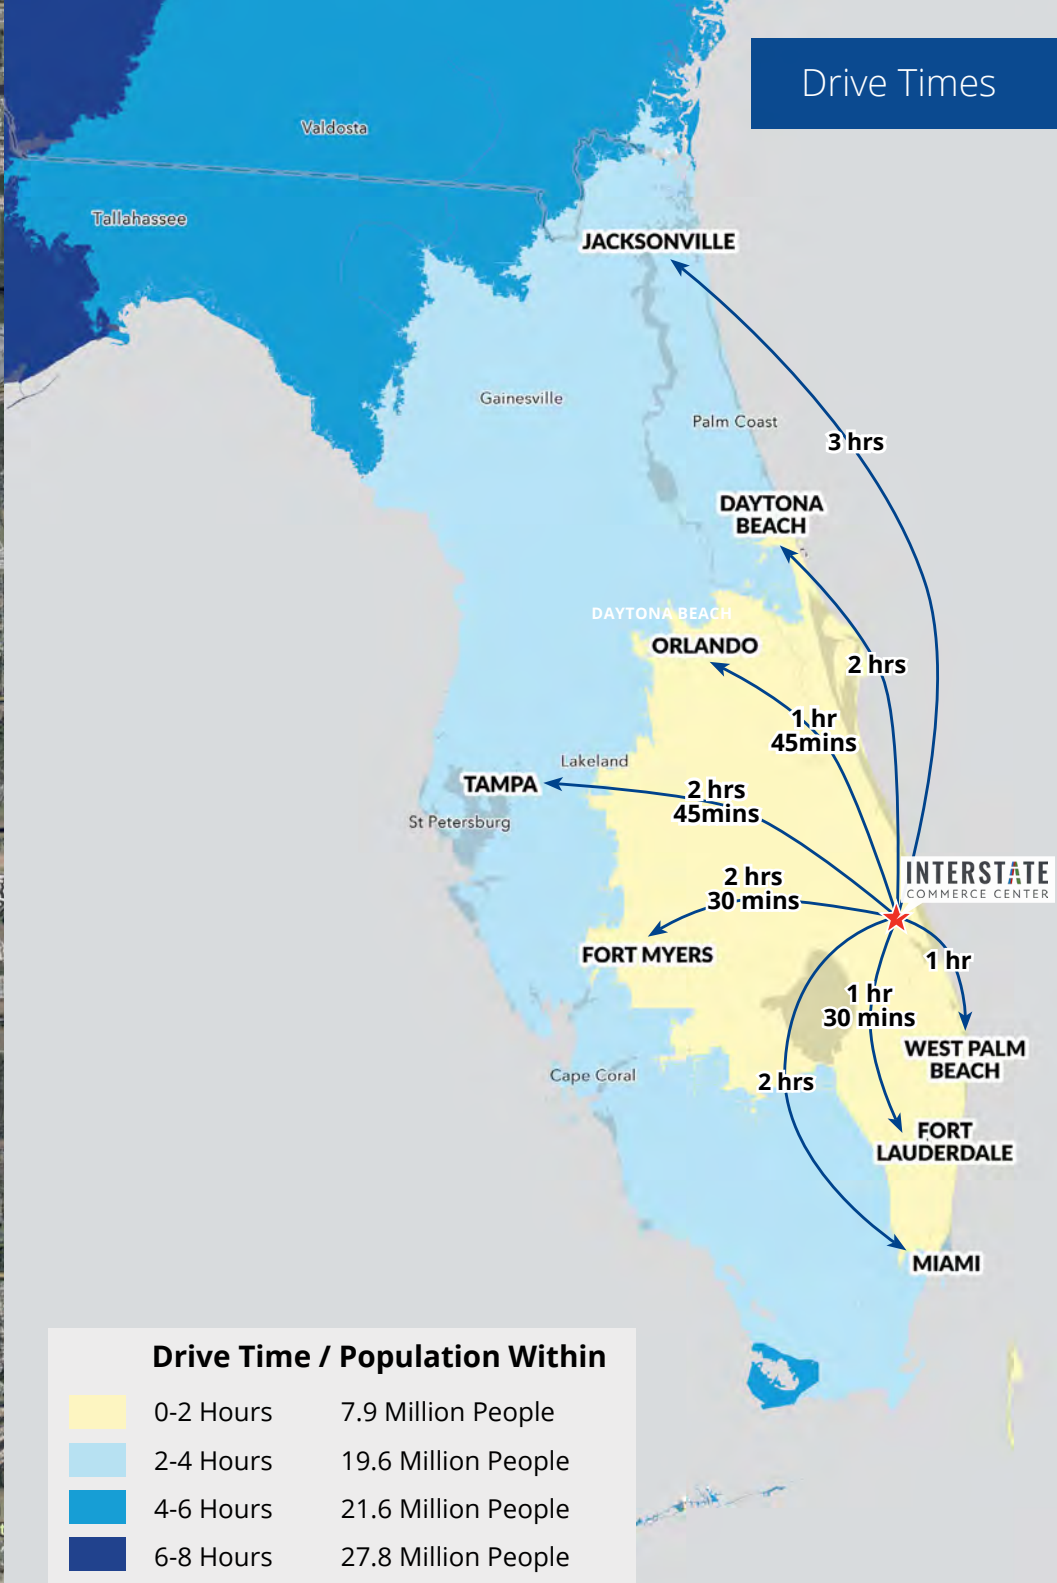 Drive Times
Valdosta
Tallahassee
JACKSONVILLE
Gainesville
Palm Coast
3 hrs
DAYTONA
BEACH
DAYTONA BEACH
ORLANDO
2 hrs
1 hr
45mins
Lakeland
TAMPA
2 hrs
45mins
St Petersburg
INTERSTATE
COMMERCE CENTER
2 hrs
30 mins
FORT MYERS
1 hr
1 hr
30 mins
WEST PALM
BEACH
Cape Coral
2 hrs
FORT
LAUDERDALE
MIAMI
Drive Time / Population Within
0-2 Hours 7.9 Million People
2-4 Hours 19.6 Million People
4-6 Hours 21.6 Million People
6-8 Hours 27.8 Million People